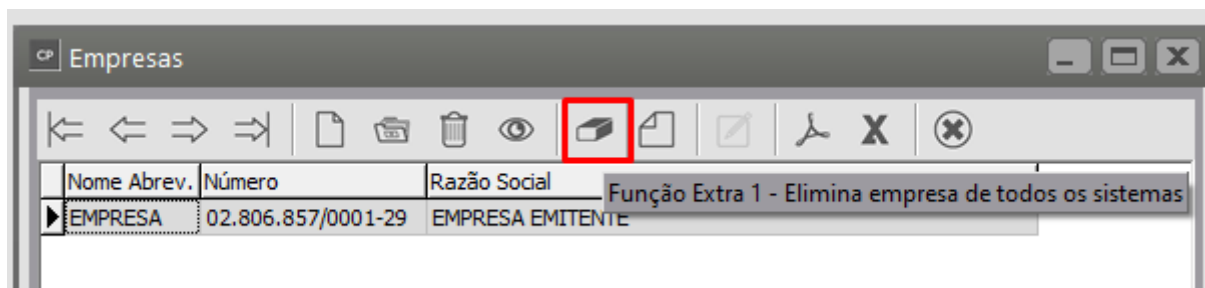 CP Empresas
Nome Abrev. Número Razão Social
Função Extra 1 - Elimina empresa de todos os sistemas
EMPRESA 02.806.857/0001-29 EMPRESA EMITENTE